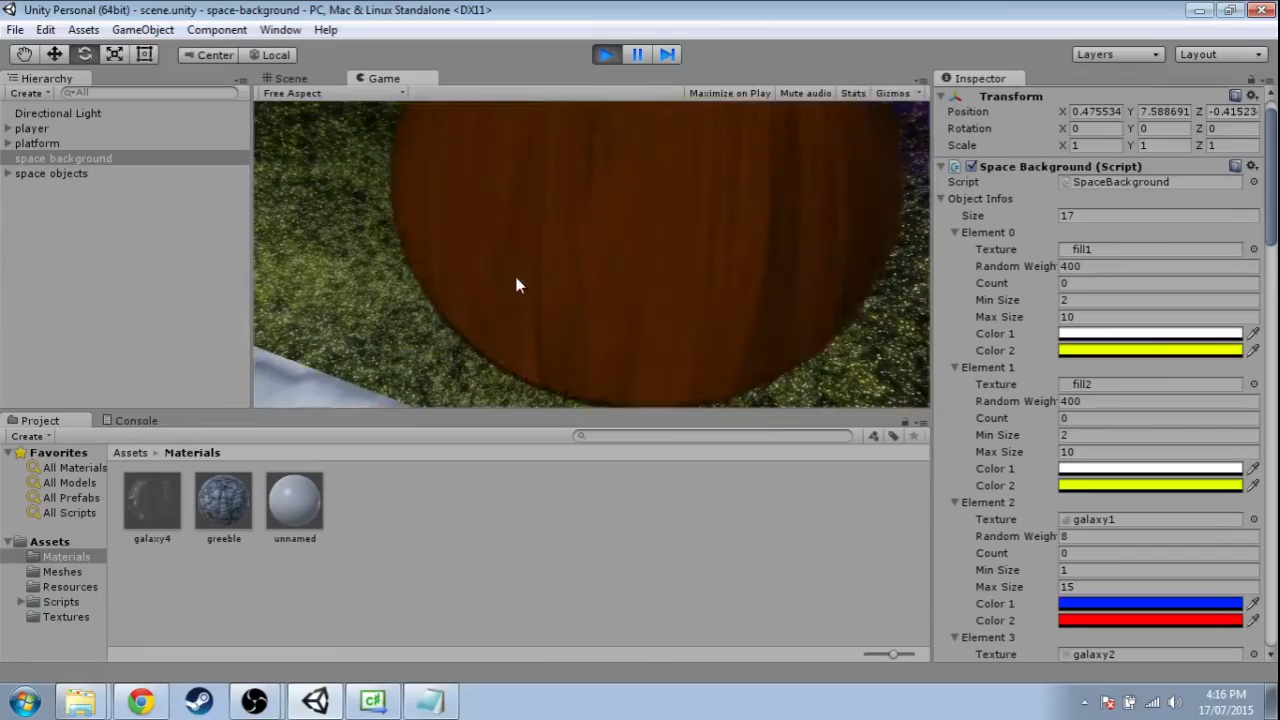 Unity Personal (64bit) - scene.unity - space-background - PC, Mac & Linux Standalone <DX11>
File Edit Assets GameObject Component Window Help
Center Local Layers Layout
Hierarchy
Create All
Directional Light
player
platform
space background
space objects
Scene Game
Free Aspect Maximize on Play Mute audio Stats Gizmos
Inspector
Transform
Position X 0.475534 Y 7.588691 Z -0.41523
Rotation X 0 Y 0 Z 0
Scale X 1 Y 1 Z 1
Space Background (Script)
Script SpaceBackground
Object Infos
Size 17
Element 0
Texture fill1
Random Weigh 400
Count 0
Min Size 2
Max Size 10
Color 1
Color 2
Element 1
Texture fill2
Random Weigh 400
Count 0
Min Size 2
Max Size 10
Color 1
Color 2
Element 2
Texture galaxy1
Random Weigh 8
Count 0
Min Size 1
Max Size 15
Color 1
Color 2
Element 3
Texture galaxy2
Project Console
Create
Favorites
All Materials
All Models
All Prefabs
All Scripts
Assets
Materials
Meshes
Resources
Scripts
Textures
Assets Materials
galaxy4 greeble unnamed
4:16 PM
17/07/2015